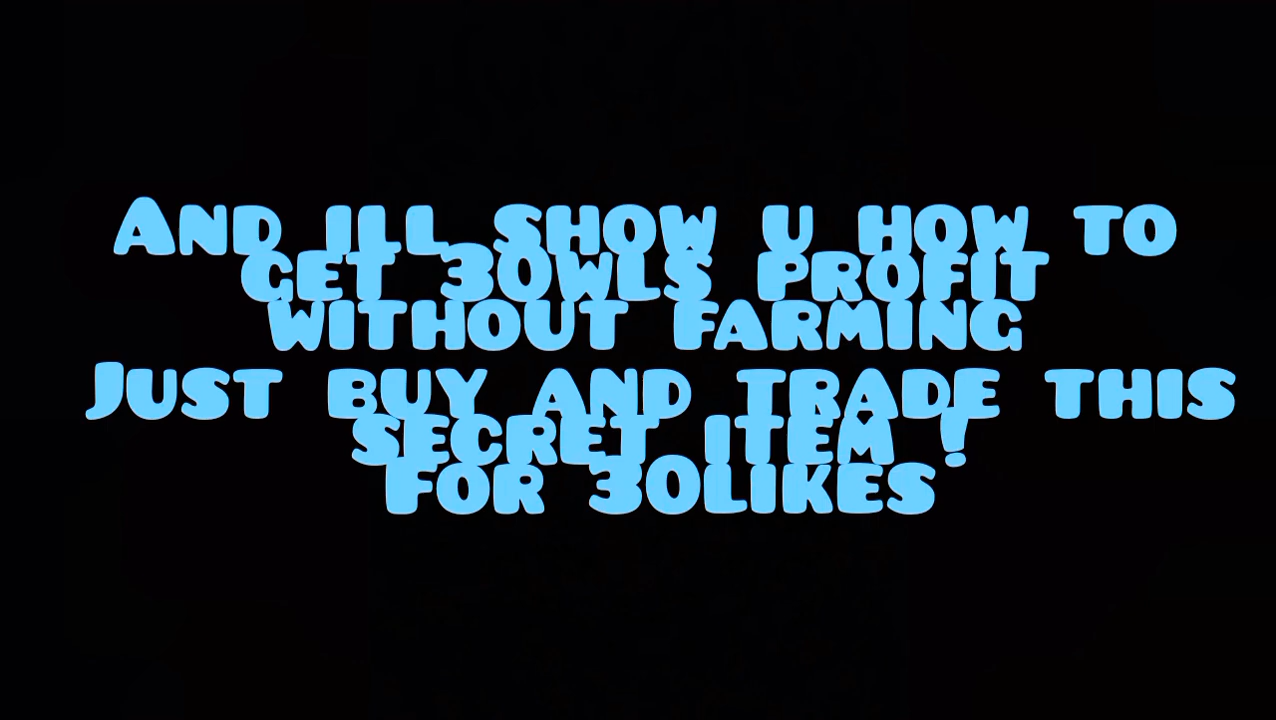 And ill show u how to
get 30wls profit
without farming
Just buy and trade this
secret item !
For 30likes